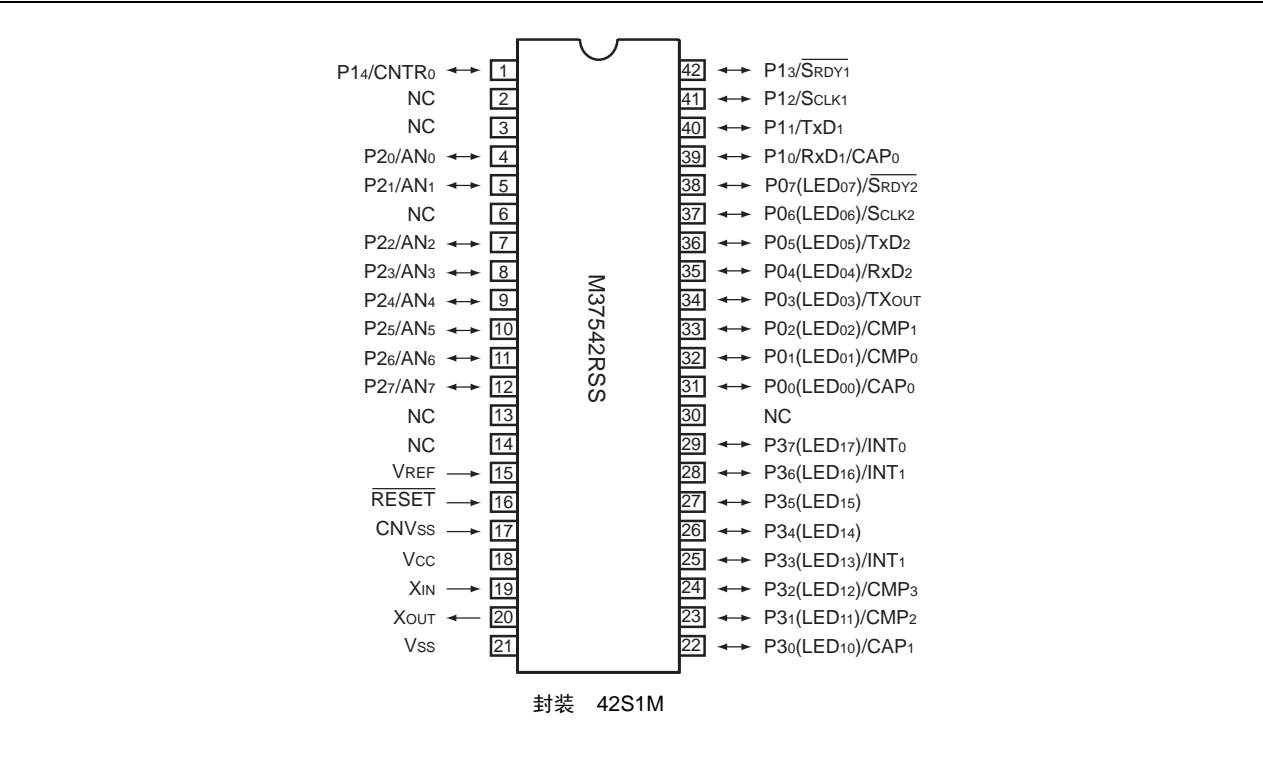 P14/CNTR0 1 42 P13/SRDY1
NC 2 41 P12/SCLK1
NC 3 40 P11/TxD1
P20/AN0 4 39 P10/RxD1/CAP0
P21/AN1 5 38 P07(LED07)/SRDY2
NC 6 37 P06(LED06)/SCLK2
P22/AN2 7 36 P05(LED05)/TxD2
P23/AN3 8 35 P04(LED04)/RxD2
P24/AN4 9 34 P03(LED03)/TXOUT
P25/AN5 10 33 P02(LED02)/CMP1
P26/AN6 11 32 P01(LED01)/CMP0
P27/AN7 12 31 P00(LED00)/CAP0
NC 13 30 NC
NC 14 29 P37(LED17)/INT0
VREF 15 28 P36(LED16)/INT1
RESET 16 27 P35(LED15)
CNVSS 17 26 P34(LED14)
VCC 18 25 P33(LED13)/INT1
XIN 19 24 P32(LED12)/CMP3
XOUT 20 23 P31(LED11)/CMP2
VSS 21 22 P30(LED10)/CAP1
M37542RSS
封装 42S1M